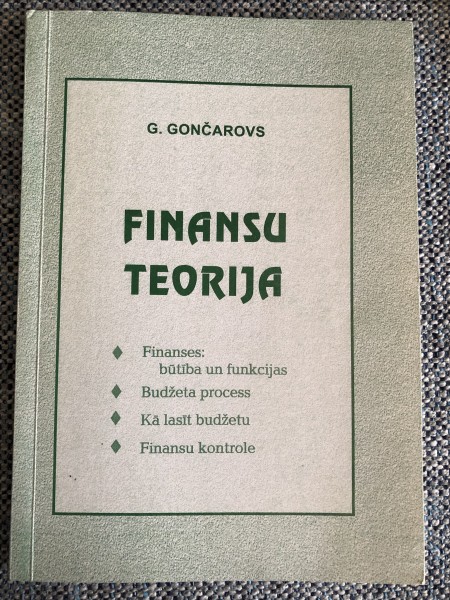 G. GONČAROVS
FINANSU
TEORIJA
Finanses:
būtība un funkcijas
Budžeta process
Kā lasīt budžetu
Finansu kontrole